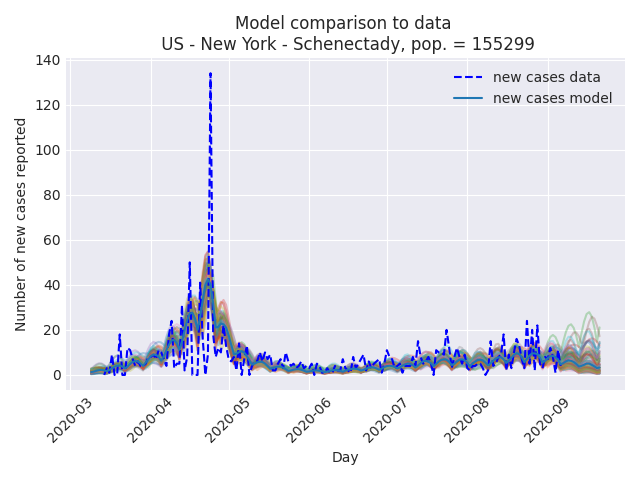 Model comparison to data
US - New York - Schenectady, pop. = 155299
new cases data
new cases model
Number of new cases reported
140
120
100
80
60
40
20
0
2020-03
2020-04
2020-05
2020-06
2020-07
2020-08
2020-09
Day